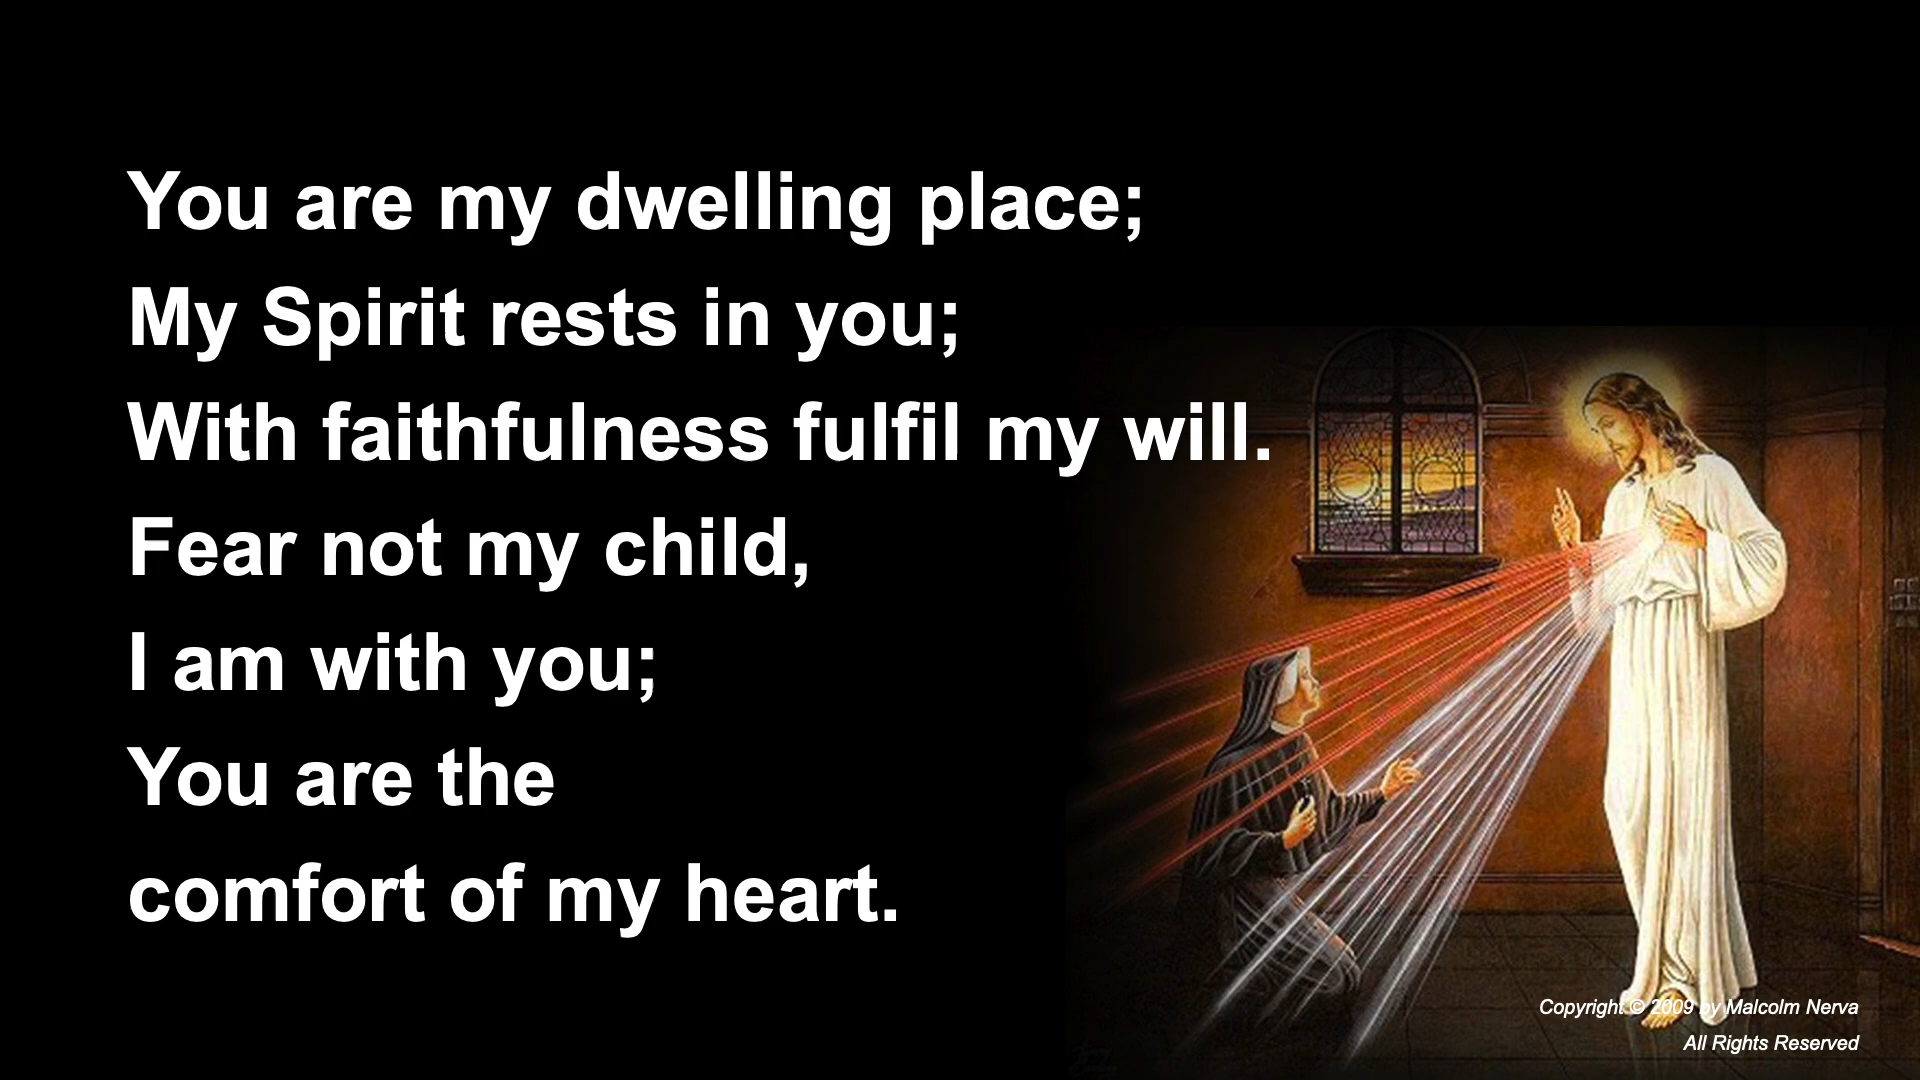 You are my dwelling place;
My Spirit rests in you;
With faithfulness fulfil my will.
Fear not my child,
I am with you;
You are the
comfort of my heart.
Copyright © 2009 by Malcolm Nerva
All Rights Reserved